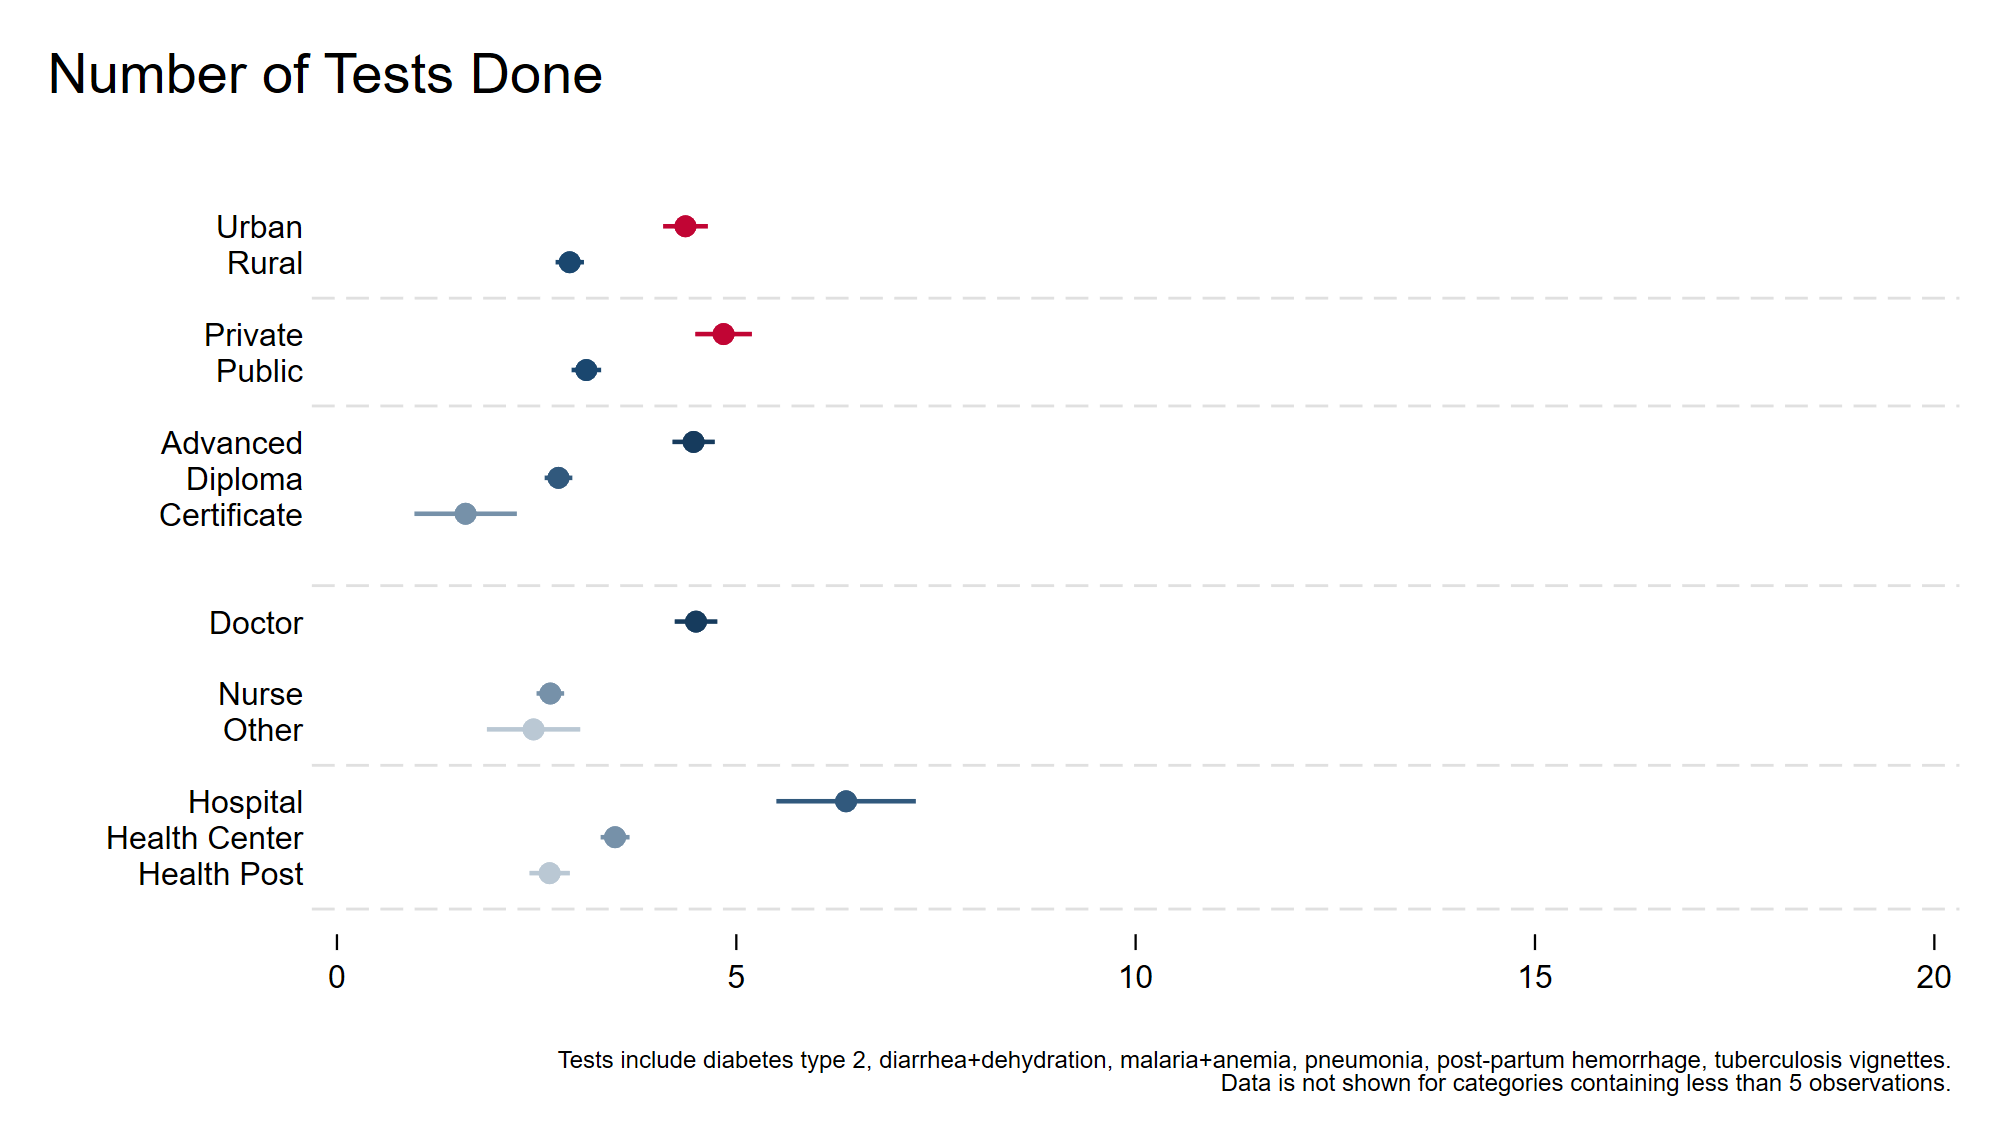 Number of Tests Done
Urban
Rural
Private
Public
Advanced
Diploma
Certificate
Doctor
Nurse
Other
Hospital
Health Center
Health Post
0 5 10 15 20
Tests include diabetes type 2, diarrhea+dehydration, malaria+anemia, pneumonia, post-partum hemorrhage, tuberculosis vignettes.
Data is not shown for categories containing less than 5 observations.